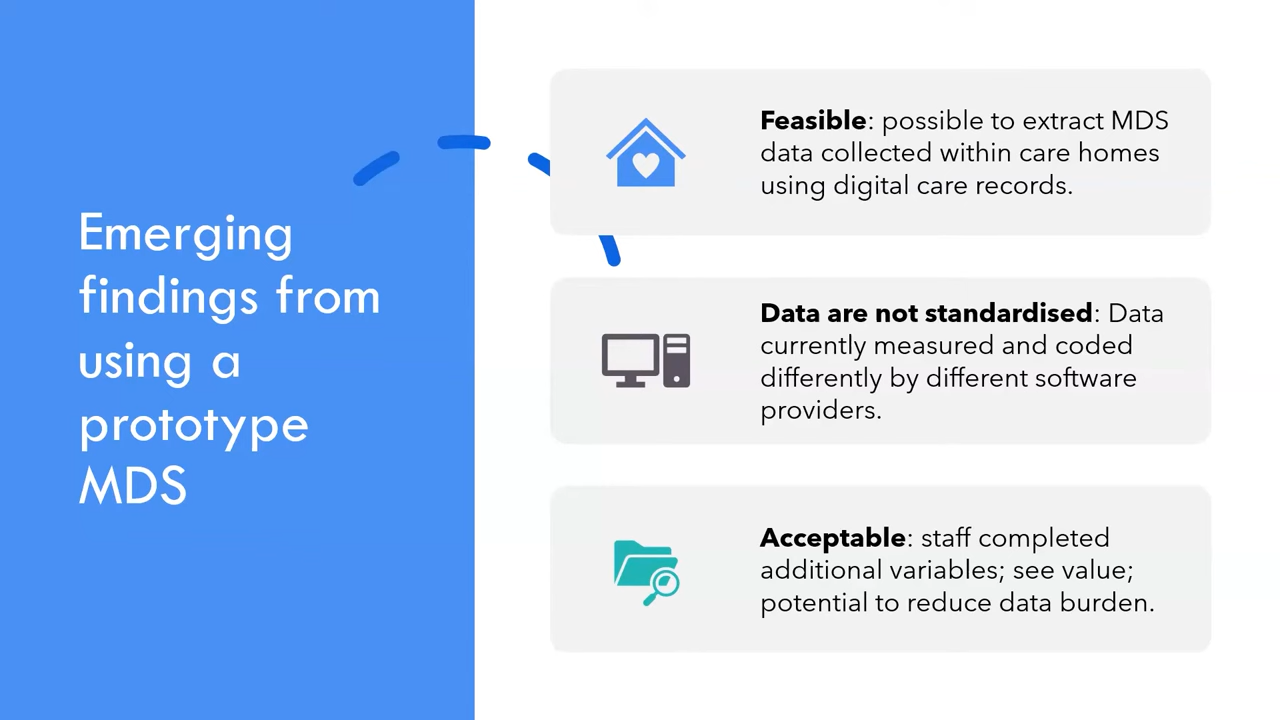 Emerging
findings from
using a
prototype
MDS
Feasible: possible to extract MDS
data collected within care homes
using digital care records.
Data are not standardised: Data
currently measured and coded
differently by different software
providers.
Acceptable: staff completed
additional variables; see value;
potential to reduce data burden.